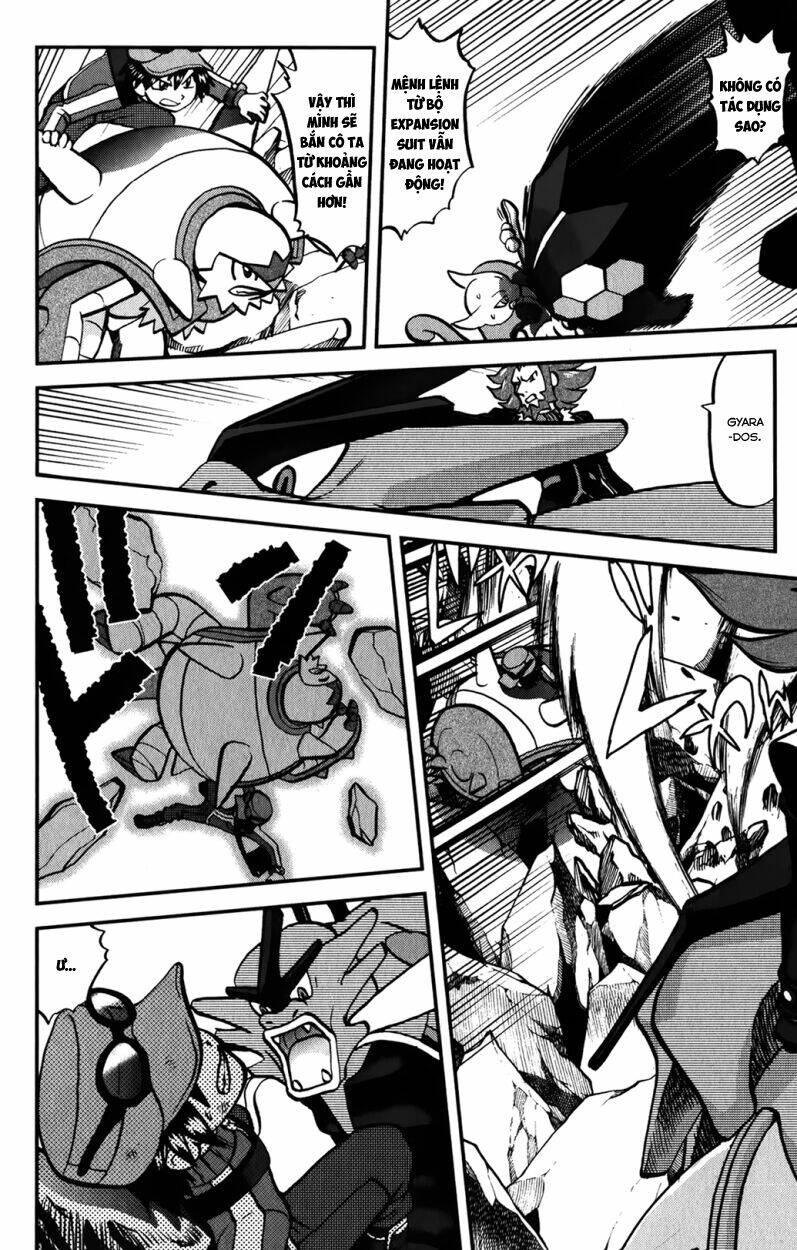 KHÔNG CÓ
TÁC DỤNG
SAO?
MỆNH LỆNH
TỪ BỘ
EXPANSION
SUIT VẪN
ĐANG HOẠT
ĐỘNG!
VẬY THÌ
MÌNH SẼ
BẮN CÔ TA
TỪ KHOẢNG
CÁCH GẦN
HƠN!
GYARA
-DOS.
Ư...